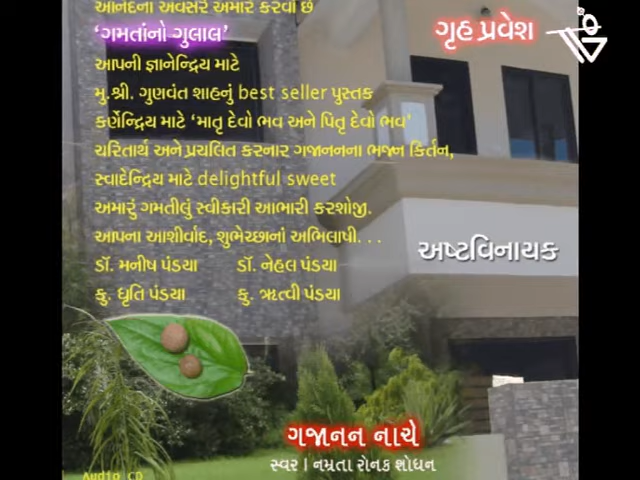 આનંદના અવસરે અમારે કરવો છે
‘ગમતાંનો ગુલાલ’
આપની જ્ઞાનેન્દ્રિય માટે
મુ.શ્રી. ગુણવંત શાહનું best seller પુસ્તક
કર્ણેન્દ્રિય માટે ‘માતૃ દેવો ભવ અને પિતૃ દેવો ભવ’
ચરિતાર્થ અને પ્રચલિત કરનાર ગજાનનના ભજન કિર્તન,
સ્વાદેન્દ્રિય માટે delightful sweet
અમારું ગમતીલું સ્વીકારી આભારી કરશોજી.
આપના આશીર્વાદ, શુભેચ્છાનાં અભિલાષી. . .
ડૉ. મનીષ પંડયા ડૉ. નેહલ પંડયા
કુ. ધૃતિ પંડયા કુ. ઋત્વી પંડયા
ગૃહ પ્રવેશ
અષ્ટવિનાયક
ગજાનન નાચે
સ્વર | નમ્રતા રોનક શોધન
Audio CD